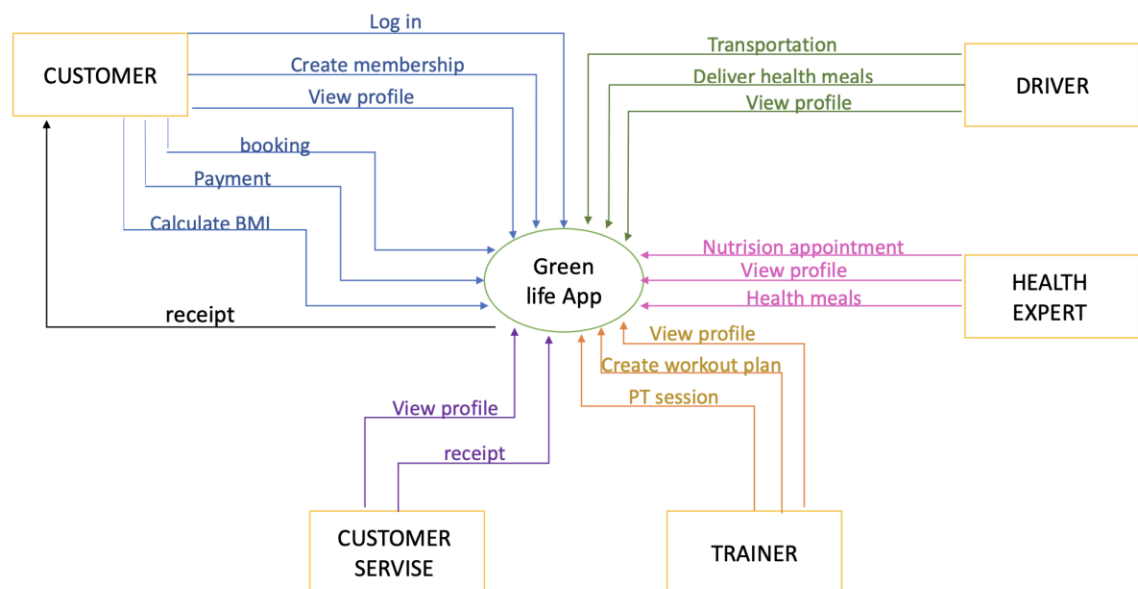 Log in
CUSTOMER
Create membership
View profile
booking
Payment
Calculate BMI
receipt
Transportation
Deliver health meals
View profile
DRIVER
Green
life App
Nutrision appointment
View profile
Health meals
HEALTH
EXPERT
View profile
Create workout plan
PT session
View profile
receipt
CUSTOMER
SERVISE
TRAINER